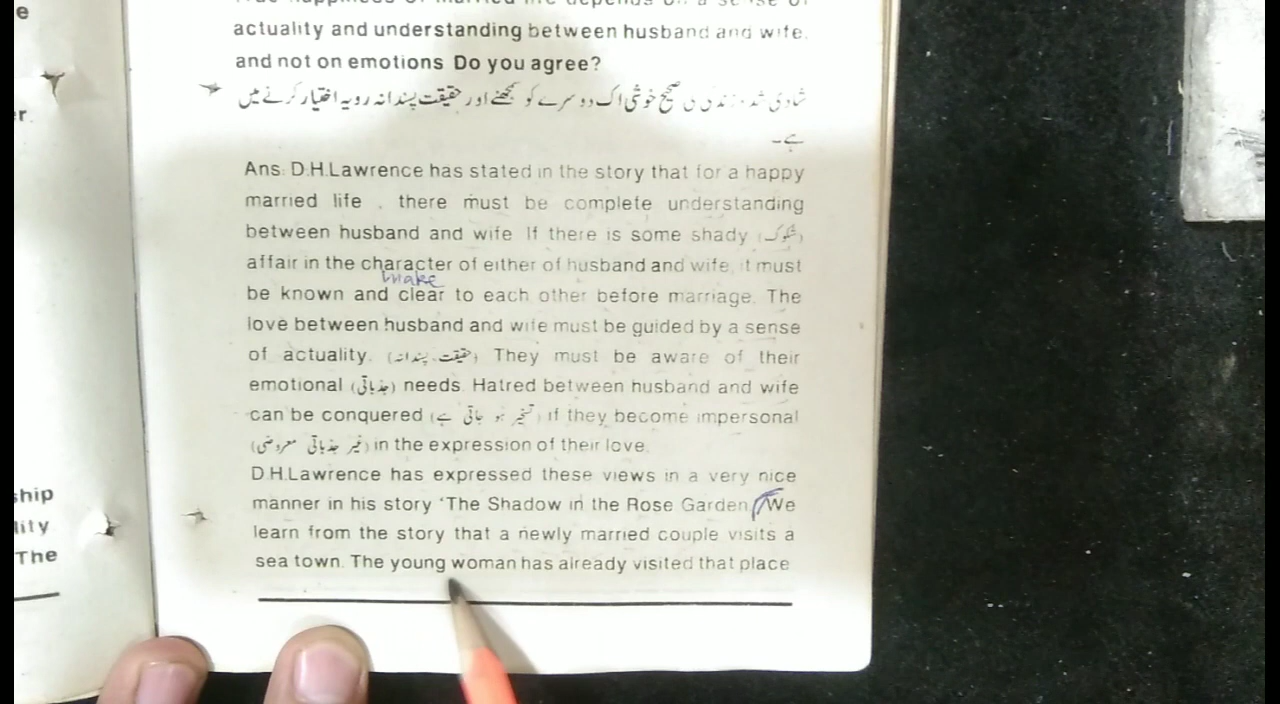 e
r
ship
lity
The
actuality and understanding between husband and wife,
and not on emotions Do you agree?
شادی شدہ زندگی کی صحیح خوشی اک دوسرے کو سمجھنے اور حقیقت پسندانہ رویہ اختیار کرنے میں
ہے۔
Ans: D.H.Lawrence has stated in the story that for a happy
married life , there must be complete understanding
between husband and wife If there is some shady (شکوک)
affair in the character of either of husband and wife, it must
make
be known and clear to each other before marriage. The
love between husband and wife must be guided by a sense
of actuality. (حقیقت پسندانہ) They must be aware of their
emotional (جذباتی) needs. Hatred between husband and wife
can be conquered (تسخیر ہو جاتی ہے) if they become impersonal
(غیر جذباتی معروضی) in the expression of their love.
D.H.Lawrence has expressed these views in a very nice
manner in his story 'The Shadow in the Rose Garden, We
learn from the story that a newly married couple visits a
sea town. The young woman has already visited that place